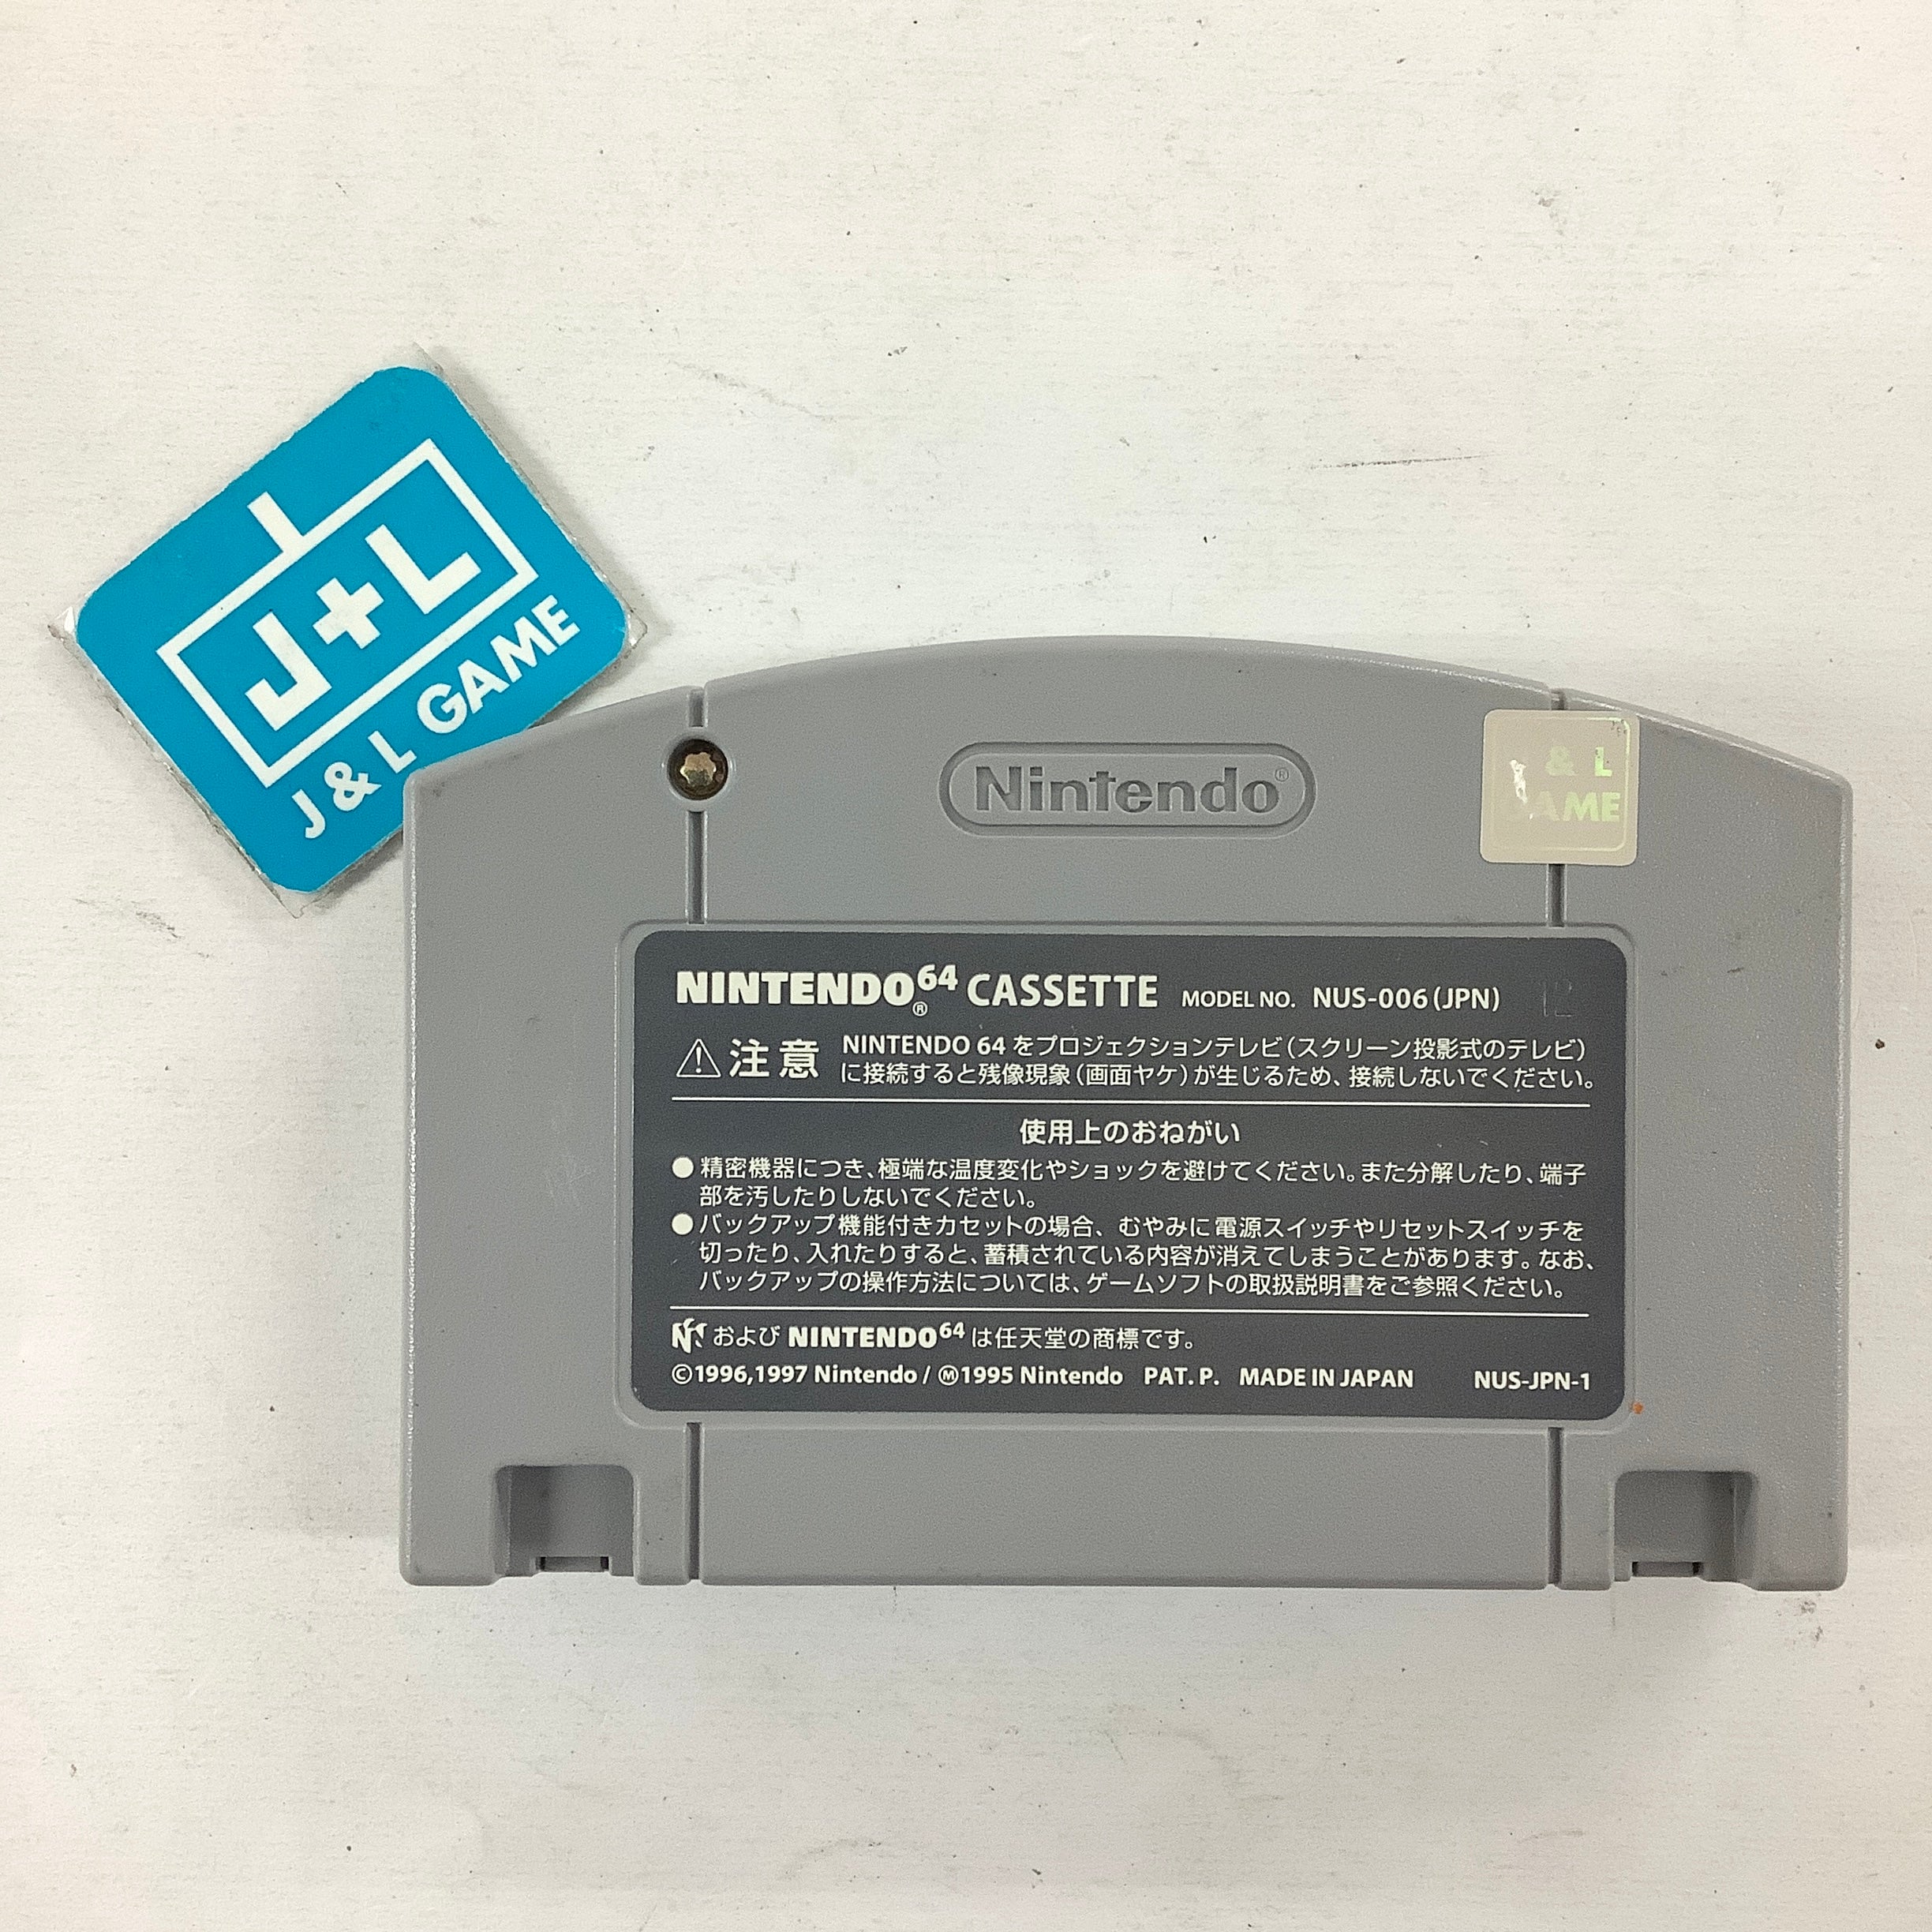 J+L
J & L GAME
Nintendo®
& L
GAME
NINTENDO®64 CASSETTE MODEL NO. NUS-006(JPN) 12
⚠注意 NINTENDO 64 をプロジェクションテレビ(スクリーン投影式のテレビ)
に接続すると残像現象(画面ヤケ)が生じるため、接続しないでください。
使用上のおねがい
●精密機器につき、極端な温度変化やショックを避けてください。また分解したり、端子
部を汚したりしないでください。
●バックアップ機能付きカセットの場合、むやみに電源スイッチやリセットスイッチを
切ったり、入れたりすると、蓄積されている内容が消えてしまうことがあります。なお、
バックアップの操作方法については、ゲームソフトの取扱説明書をご参照ください。
および NINTENDO64 は任天堂の商標です。
©1996,1997 Nintendo / Ⓜ1995 Nintendo PAT. P. MADE IN JAPAN NUS-JPN-1